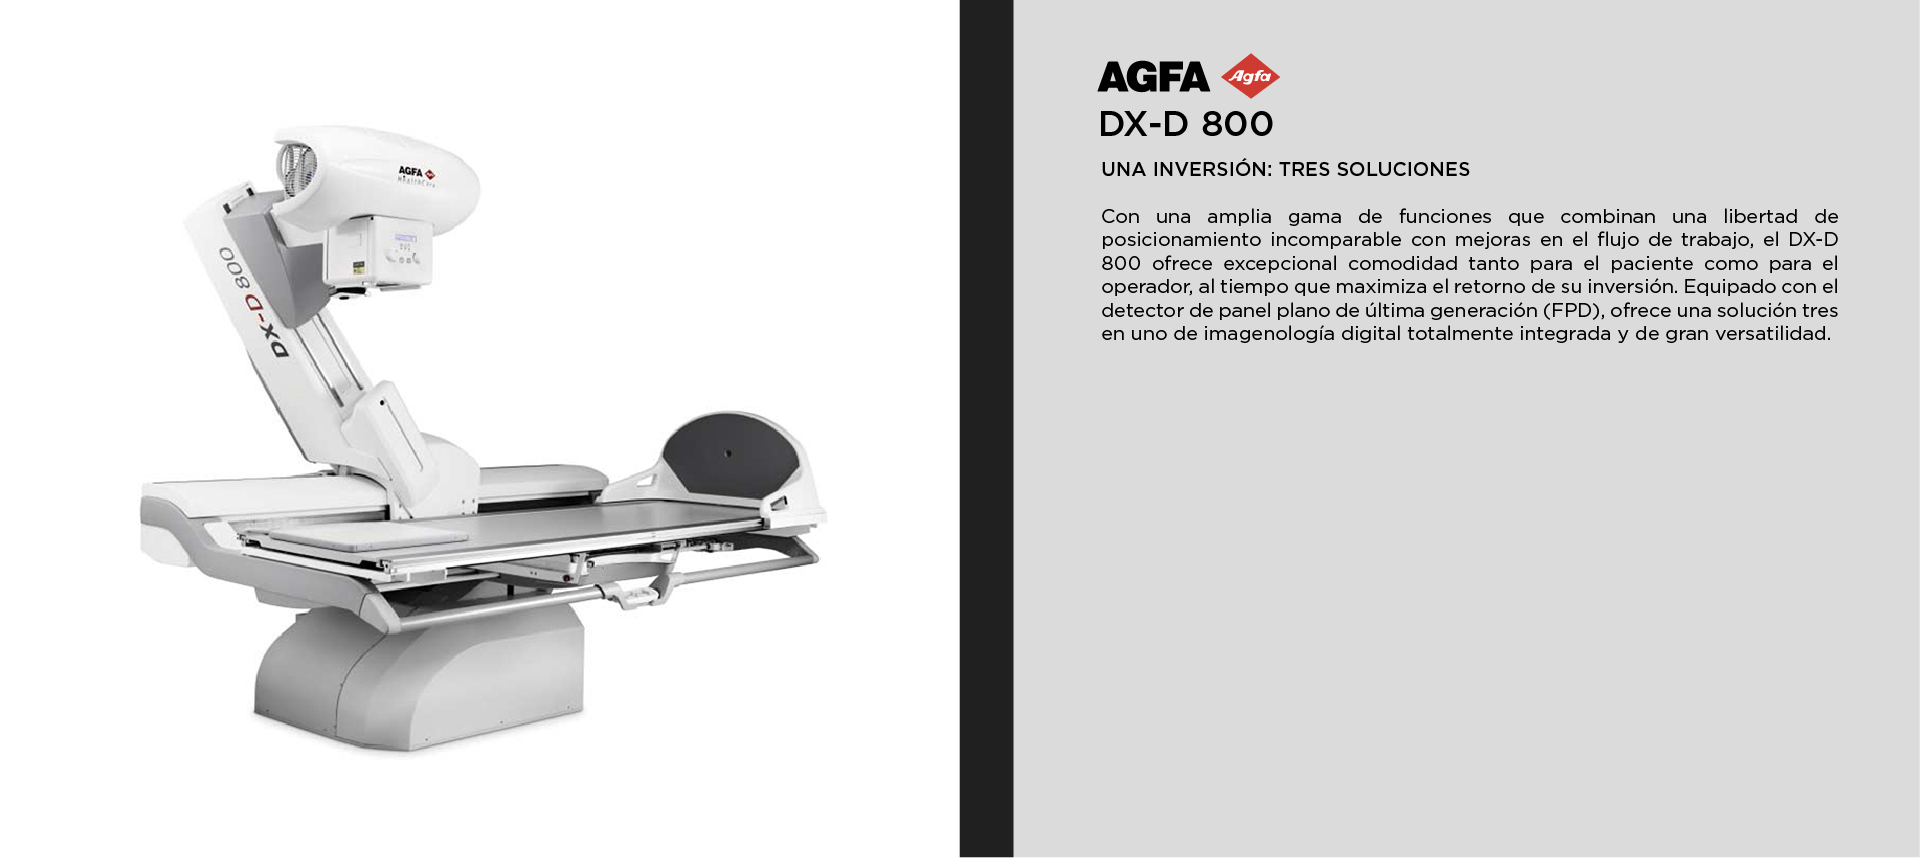 AGFA
HealthCare
DX-D 800
AGFA Agfa
DX-D 800
UNA INVERSIÓN: TRES SOLUCIONES
Con una amplia gama de funciones que combinan una libertad de
posicionamiento incomparable con mejoras en el flujo de trabajo, el DX-D
800 ofrece excepcional comodidad tanto para el paciente como para el
operador, al tiempo que maximiza el retorno de su inversión. Equipado con el
detector de panel plano de última generación (FPD), ofrece una solución tres
en uno de imagenología digital totalmente integrada y de gran versatilidad.